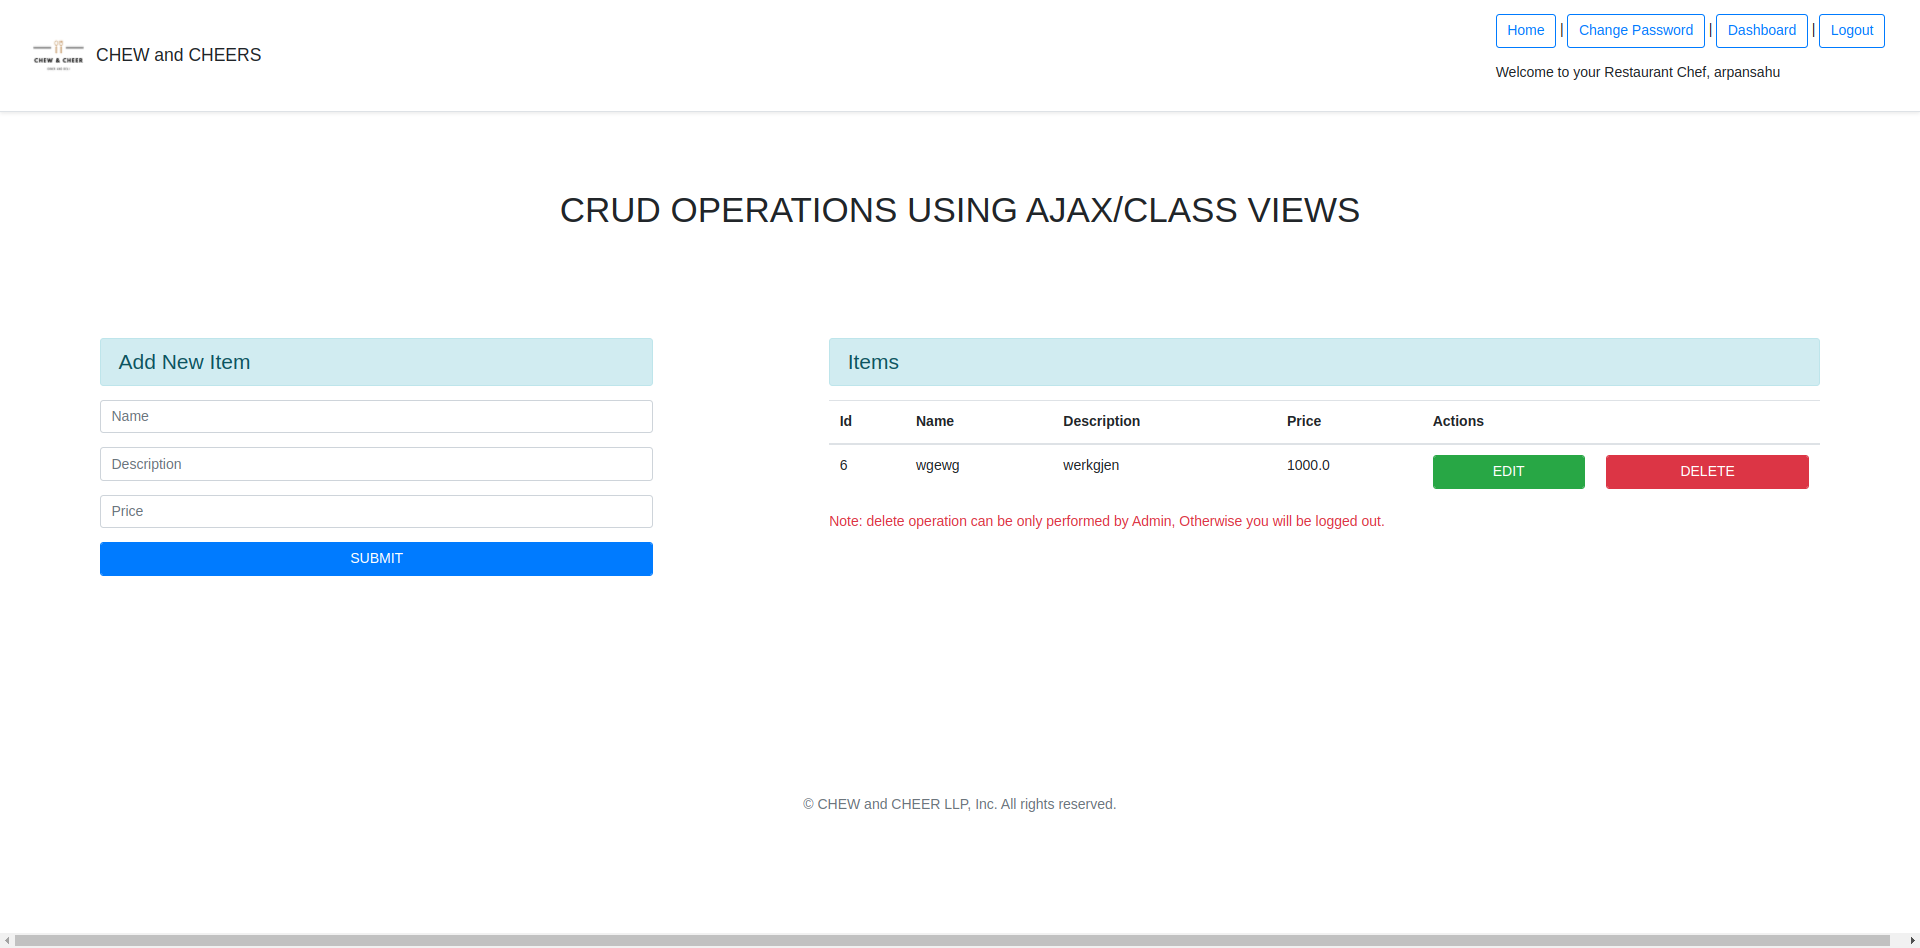 CHEW & CHEER
CHEW and CHEERS
Home | Change Password | Dashboard | Logout
Welcome to your Restaurant Chef, arpansahu
CRUD OPERATIONS USING AJAX/CLASS VIEWS
Add New Item
Name
Description
Price
SUBMIT
Items
Id Name Description Price Actions
6 wgewg werkgjen 1000.0 EDIT DELETE
Note: delete operation can be only performed by Admin, Otherwise you will be logged out.
© CHEW and CHEER LLP, Inc. All rights reserved.